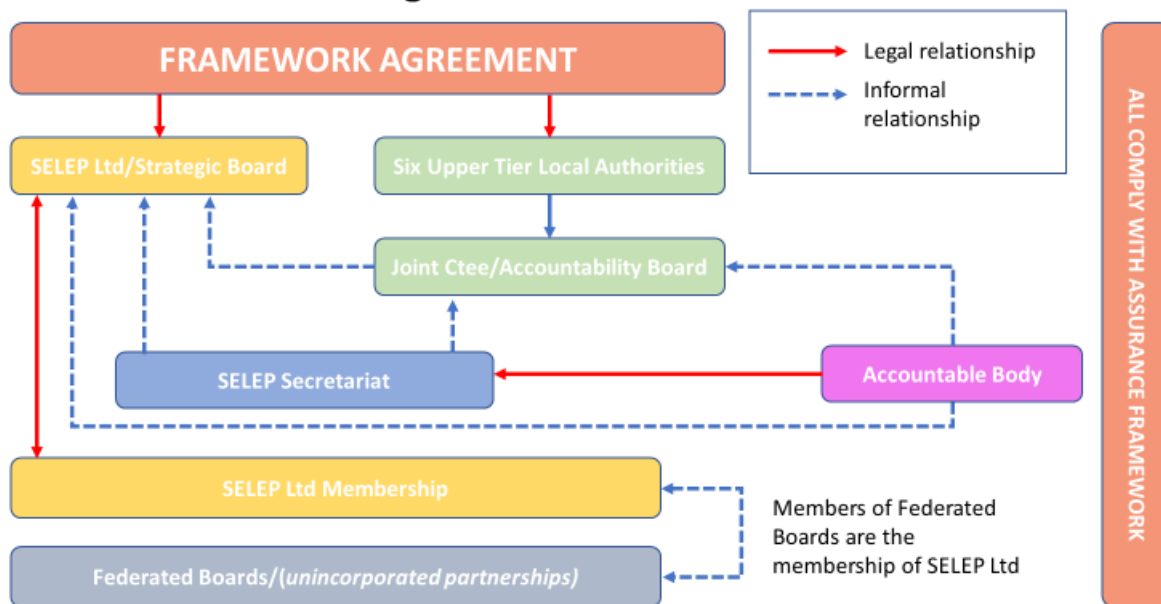 FRAMEWORK AGREEMENT
Legal relationship
Informal
relationship
SELEP Ltd/Strategic Board
Six Upper Tier Local Authorities
Joint Ctee/Accountability Board
SELEP Secretariat
Accountable Body
SELEP Ltd Membership
Members of Federated
Boards are the
membership of SELEP Ltd
Federated Boards/(unincorporated partnerships)
ALL COMPLY WITH ASSURANCE FRAMEWORK